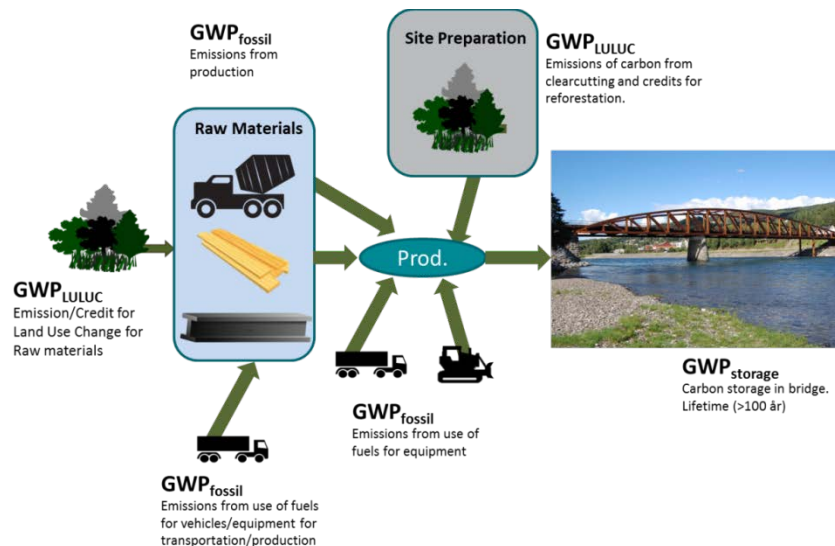 GWPfossil
Emissions from
production
Site Preparation
GWPLULUC
Emissions of carbon from
clearcutting and credits for
reforestation.
Raw Materials
Prod.
GWPLULUC
Emission/Credit for
Land Use Change for
Raw materials
GWPstorage
Carbon storage in bridge.
Lifetime (>100 år)
GWPfossil
Emissions from use of
fuels for equipment
GWPfossil
Emissions from use of fuels
for vehicles/equipment for
transportation/production